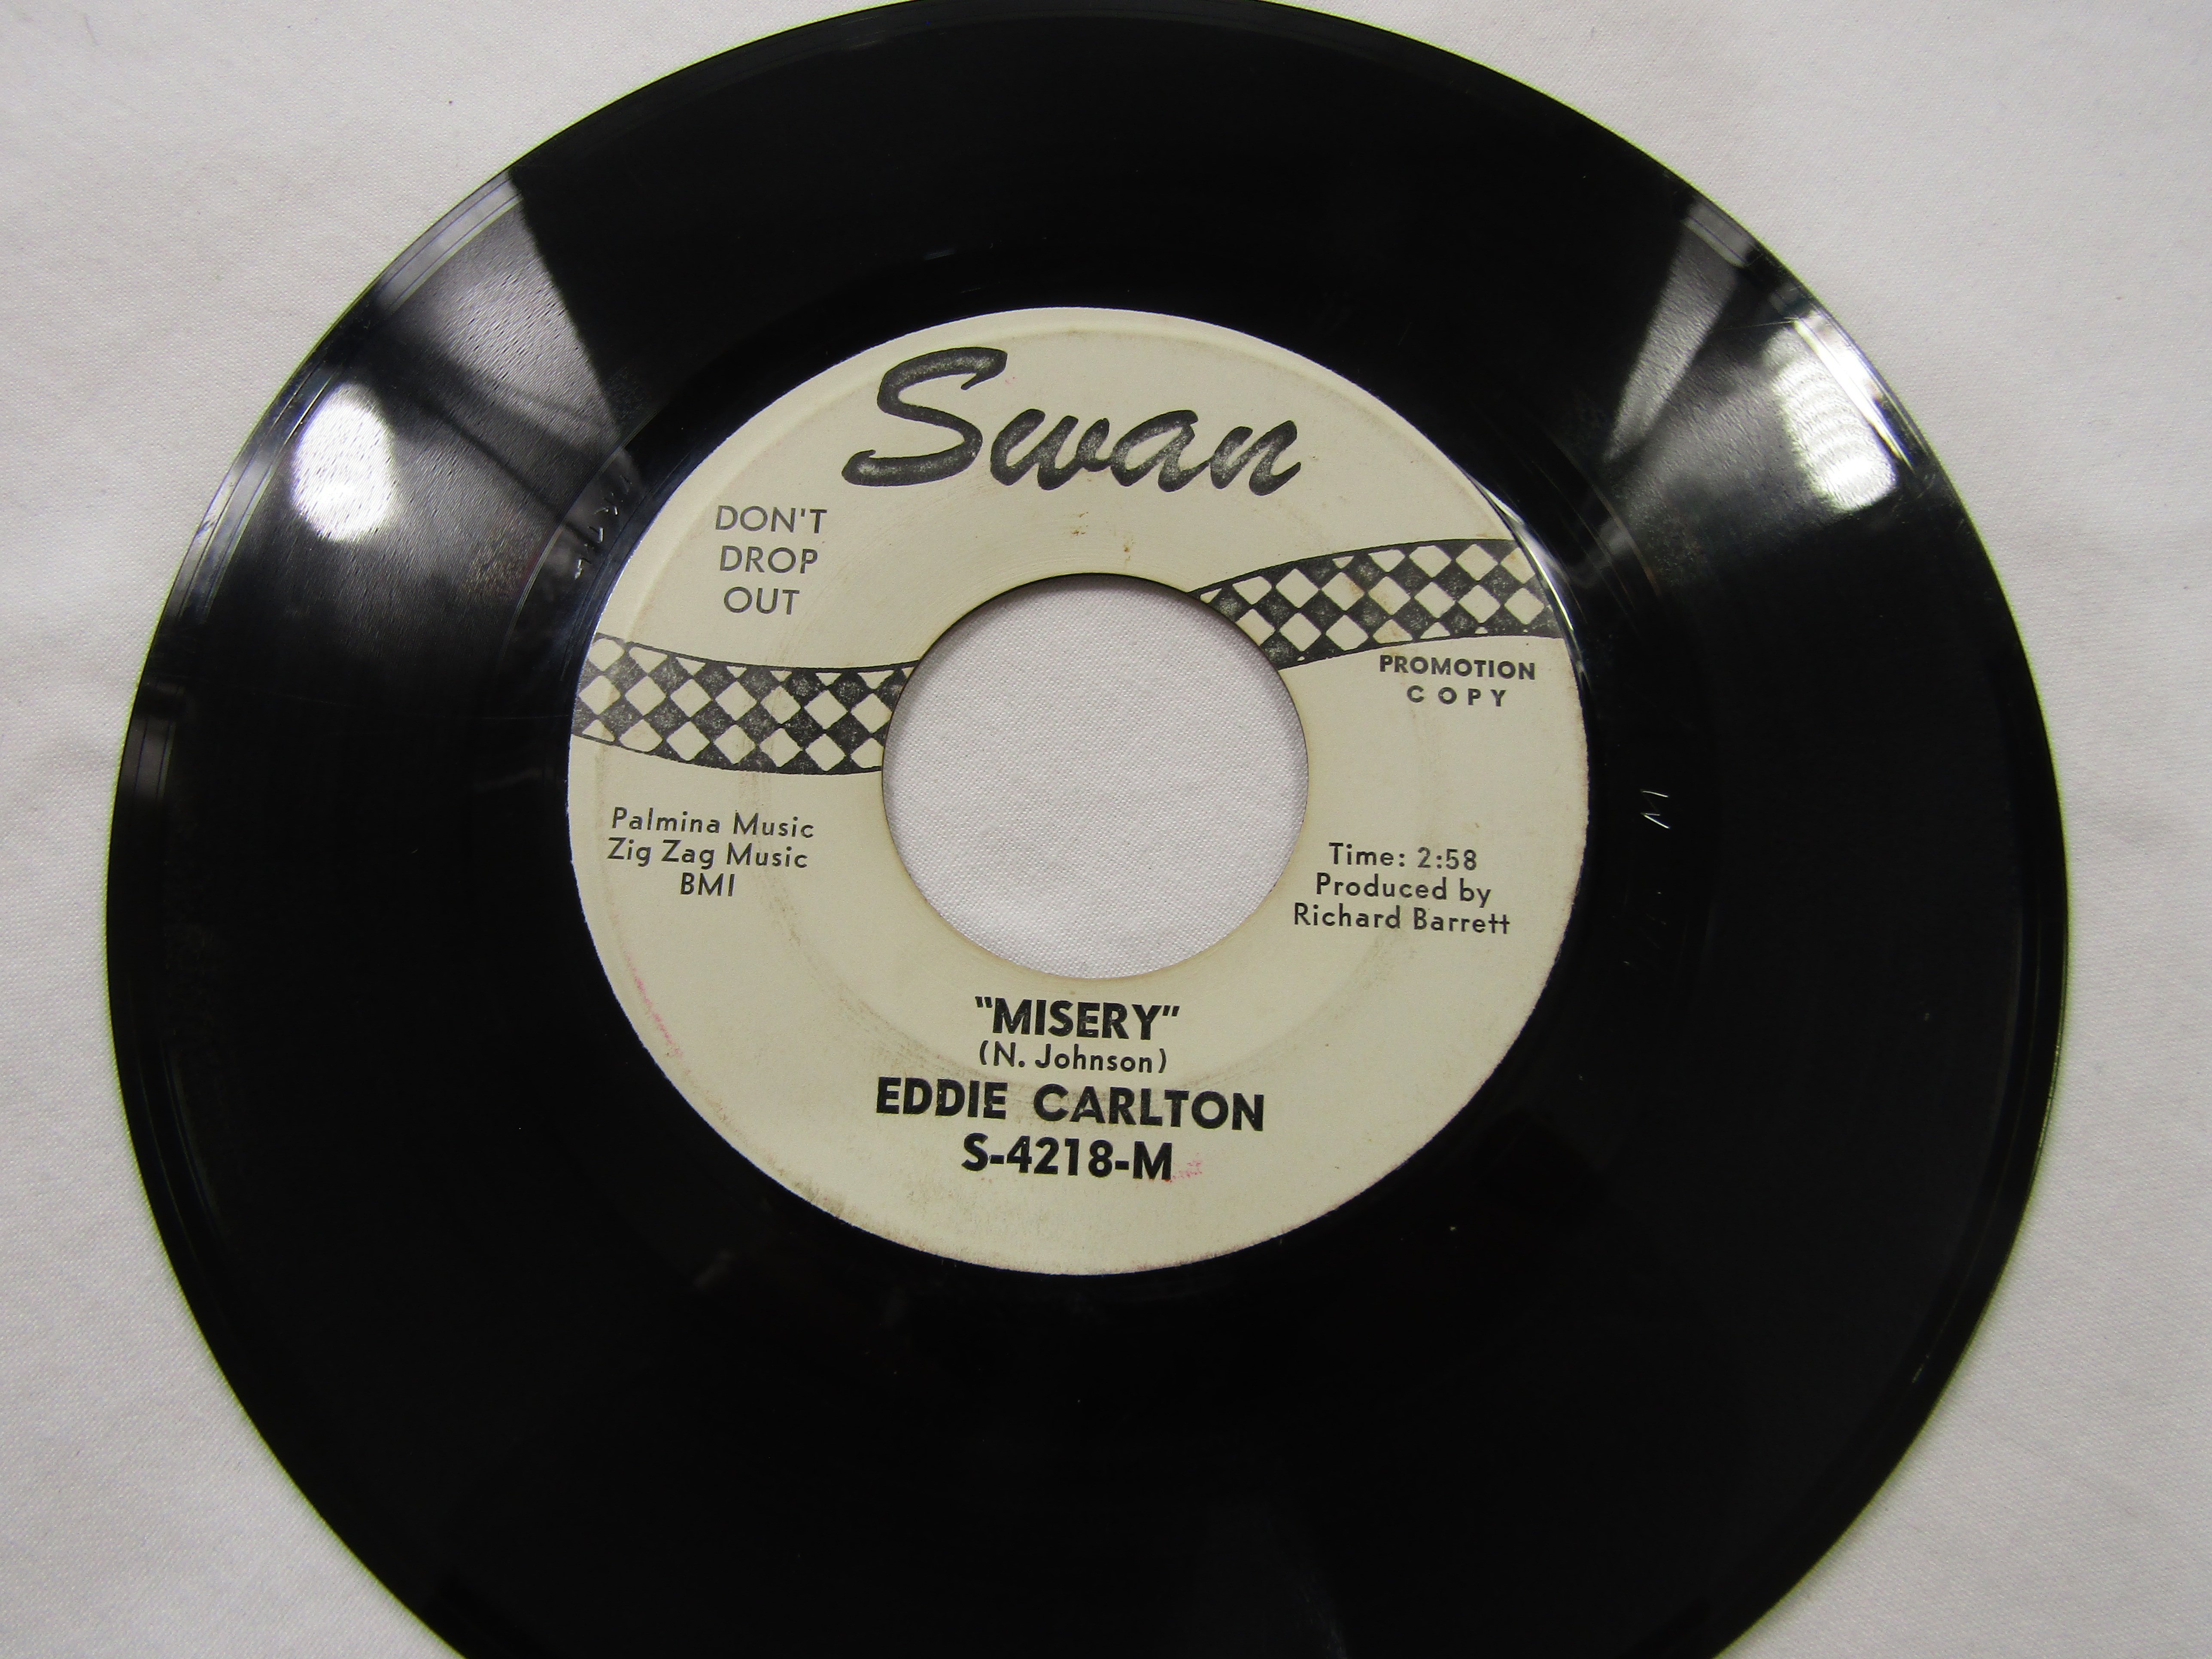 Swan
DON'T
DROP
OUT
PROMOTION
COPY
Palmina Music
Zig Zag Music
BMI
Time: 2:58
Produced by
Richard Barrett
"MISERY"
(N. Johnson)
EDDIE CARLTON
S-4218-M